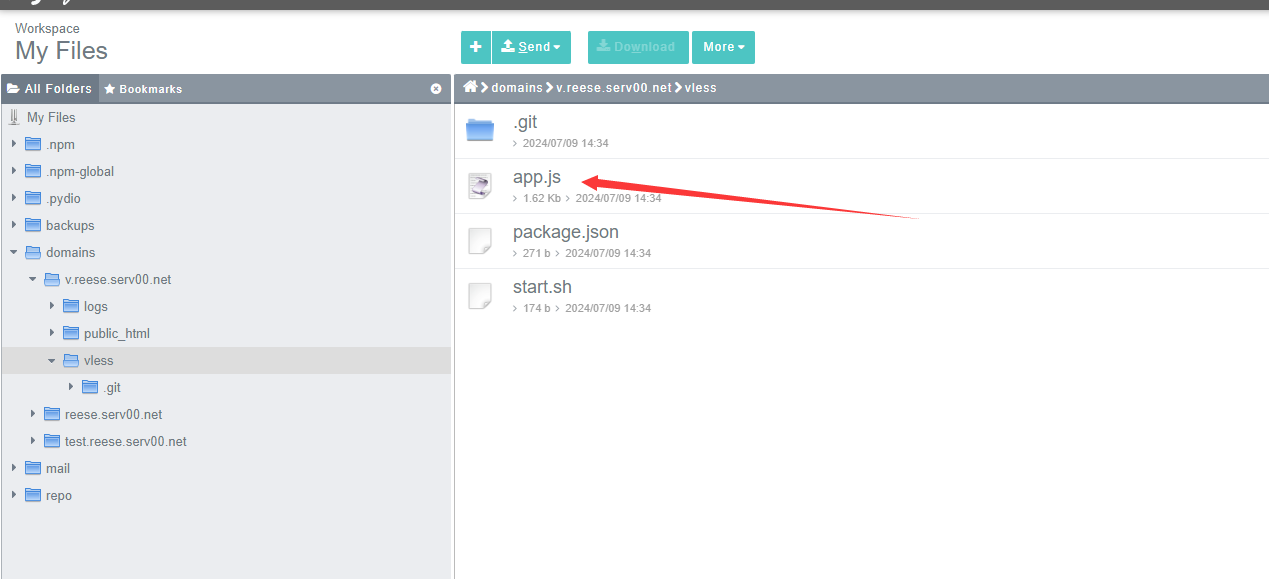 Workspace
My Files
Send
Download
More
All Folders
Bookmarks
domains
v.reese.serv00.net
vless
My Files
.npm
.npm-global
.pydio
backups
domains
v.reese.serv00.net
logs
public_html
vless
.git
reese.serv00.net
test.reese.serv00.net
mail
repo
.git
2024/07/09 14:34
app.js
1.62 Kb
2024/07/09 14:34
package.json
271 b
2024/07/09 14:34
start.sh
174 b
2024/07/09 14:34